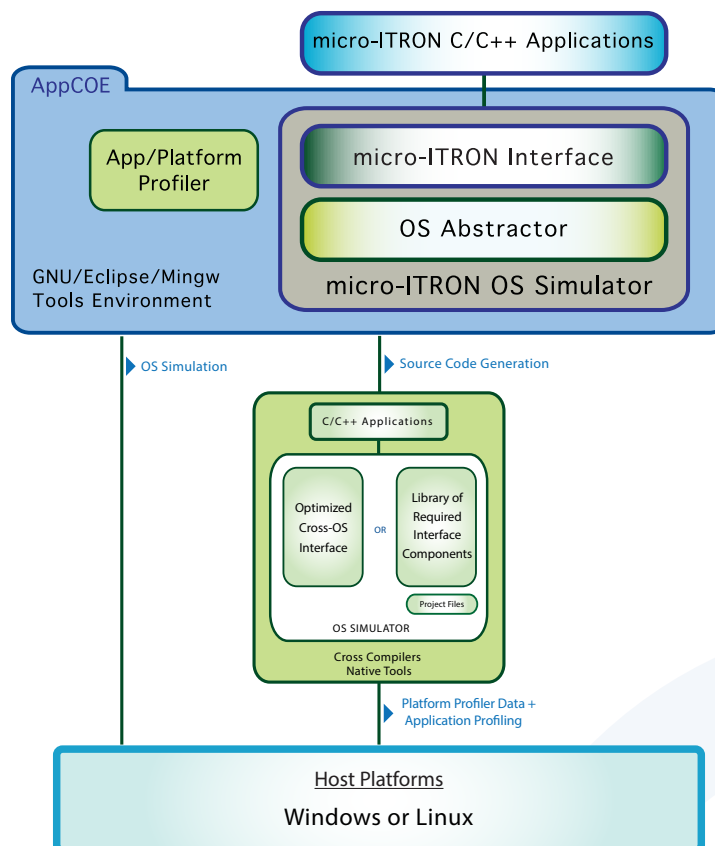 micro-ITRON C/C++ Applications
AppCOE
App/Platform
Profiler
micro-ITRON Interface
OS Abstractor
GNU/Eclipse/Mingw
Tools Environment
micro-ITRON OS Simulator
OS Simulation
Source Code Generation
C/C++ Applications
Optimized
Cross-OS
Interface
OR
Library of
Required
Interface
Components
Project Files
OS SIMULATOR
Cross Compilers
Native Tools
Platform Profiler Data +
Application Profiling
Host Platforms
Windows or Linux